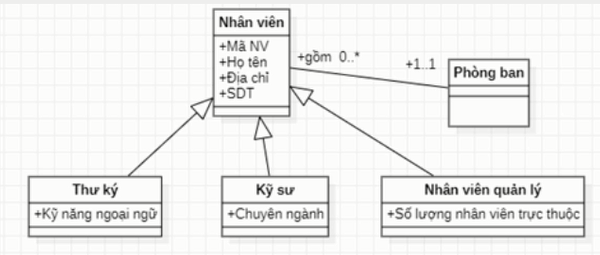 Nhân viên
+Mã NV
+Họ tên
+Địa chỉ
+SDT
+gồm 0..*
+1..1
Phòng ban
Thư ký
+Kỹ năng ngoại ngữ
Kỹ sư
+Chuyên ngành
Nhân viên quản lý
+Số lượng nhân viên trực thuộc